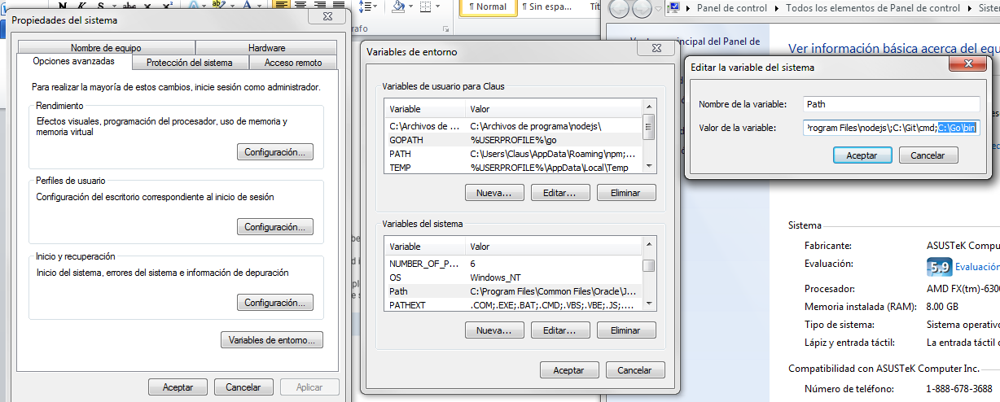 Propiedades del sistema
Nombre de equipo
Hardware
Opciones avanzadas
Protección del sistema
Acceso remoto
Para realizar la mayoría de estos cambios, inicie sesión como administrador.
Rendimiento
Efectos visuales, programación del procesador, uso de memoria y
memoria virtual
Configuración...
Perfiles de usuario
Configuración del escritorio correspondiente al inicio de sesión
Configuración...
Inicio y recuperación
Inicio del sistema, errores del sistema e información de depuración
Configuración...
Variables de entorno...
Aceptar
Cancelar
Aplicar
¶ Normal
¶ Sin espa...
Variables de entorno
Variables de usuario para Claus
Variable Valor
C:\Archivos de ... C:\Archivos de programa\nodejs\
GOPATH %USERPROFILE%\go
PATH C:\Users\Claus\AppData\Roaming\npm;...
TEMP %USERPROFILE%\AppData\Local\Temp
Nueva...
Editar...
Eliminar
Variables del sistema
Variable Valor
NUMBER_OF_P... 6
OS Windows_NT
Path C:\Program Files\Common Files\Oracle\J...
PATHEXT .COM;.EXE;.BAT;.CMD;.VBS;.VBE;.JS;....
Nueva...
Editar...
Eliminar
Aceptar
Cancelar
Panel de control
Todos los elementos de Panel de control
Ver información básica acerca del equ
Editar la variable del sistema
Nombre de la variable: Path
Valor de la variable: Program Files\nodejs\;C:\Git\cmd;C:\Go\bin
Aceptar
Cancelar
Sistema
Fabricante: ASUSTeK Compu
Evaluación: 5,9 Evaluación
Procesador: AMD FX(tm)-630
Memoria instalada (RAM): 8.00 GB
Tipo de sistema: Sistema operativo
Lápiz y entrada táctil: La entrada táctil
Compatibilidad con ASUSTeK Computer Inc.
Número de teléfono: 1-888-678-3688